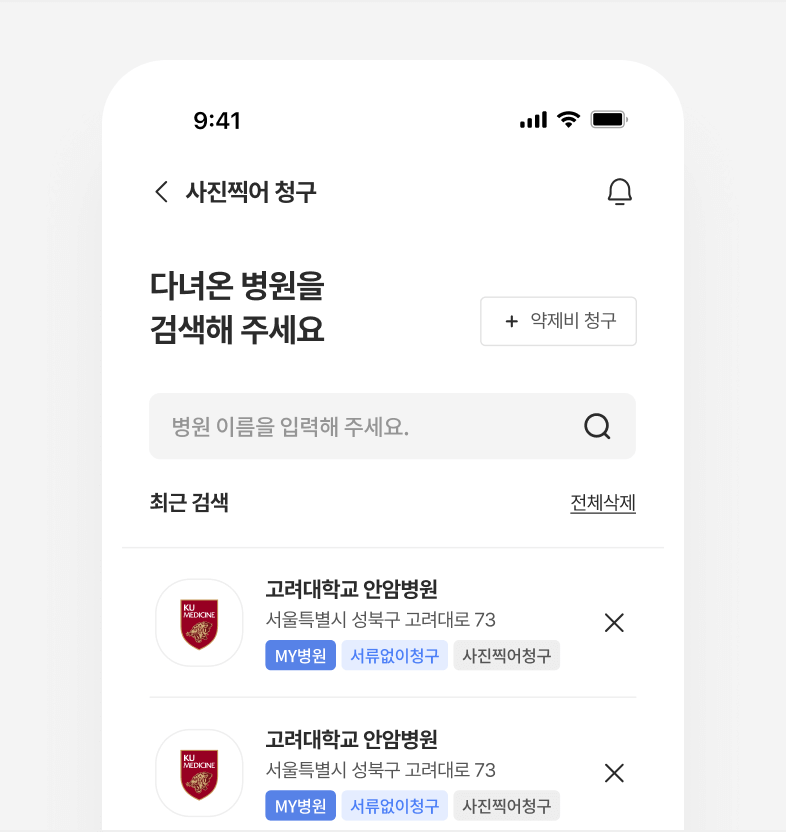 9:41
사진찍어 청구
다녀온 병원을
검색해 주세요
+ 약제비 청구
병원 이름을 입력해 주세요.
최근 검색
전체삭제
KU
MEDICINE
고려대학교 안암병원
서울특별시 성북구 고려대로 73
MY병원 서류없이청구 사진찍어청구
KU
MEDICINE
고려대학교 안암병원
서울특별시 성북구 고려대로 73
MY병원 서류없이청구 사진찍어청구